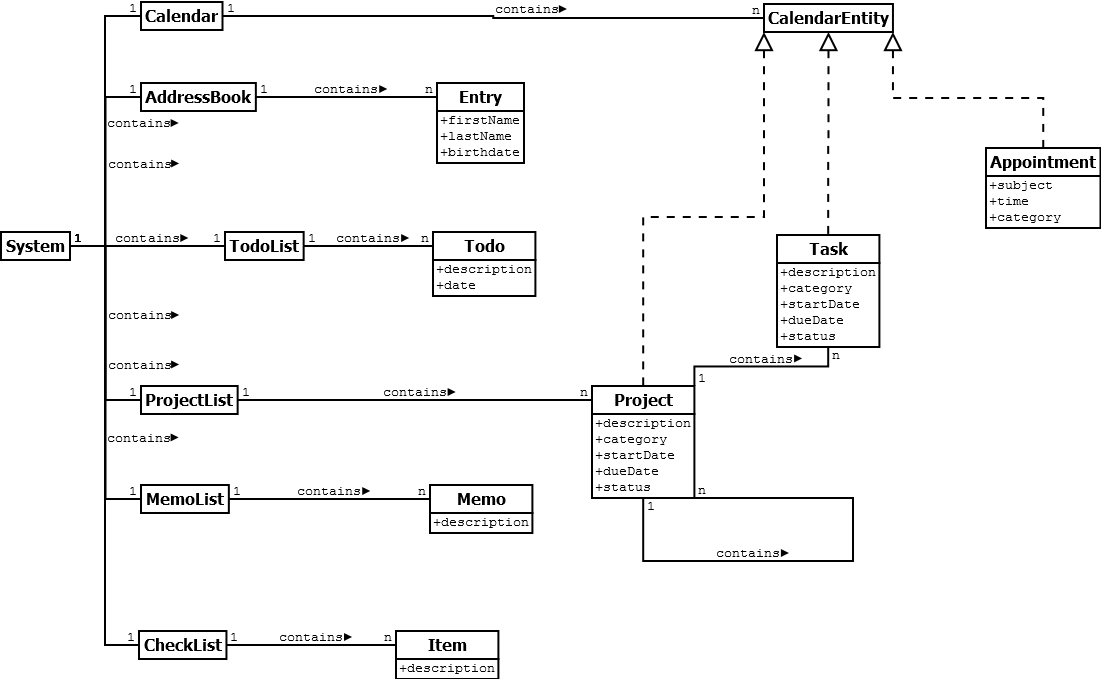 1 Calendar 1 contains► n CalendarEntity
1 AddressBook 1 contains► n Entry
+firstName
+lastName
+birthdate
contains►
contains►
Appointment
+subject
+time
+category
System 1 contains► 1 TodoList 1 contains► n Todo
+description
+date
Task
+description
+category
+startDate
+dueDate
+status
contains►
contains►
contains► n
1
1 ProjectList 1 contains► n Project
+description
+category
+startDate
+dueDate
+status
contains►
n
1
contains►
1 MemoList 1 contains► n Memo
+description
1 CheckList 1 contains► n Item
+description